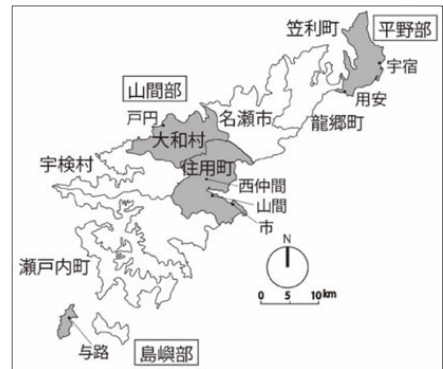 笠利町
平野部
宇宿
用安
山間部
戸円
名瀬市
龍郷町
大和村
住用町
宇検村
西仲間
山間
市
瀬戸内町
N
0 5 10km
与路
島嶼部